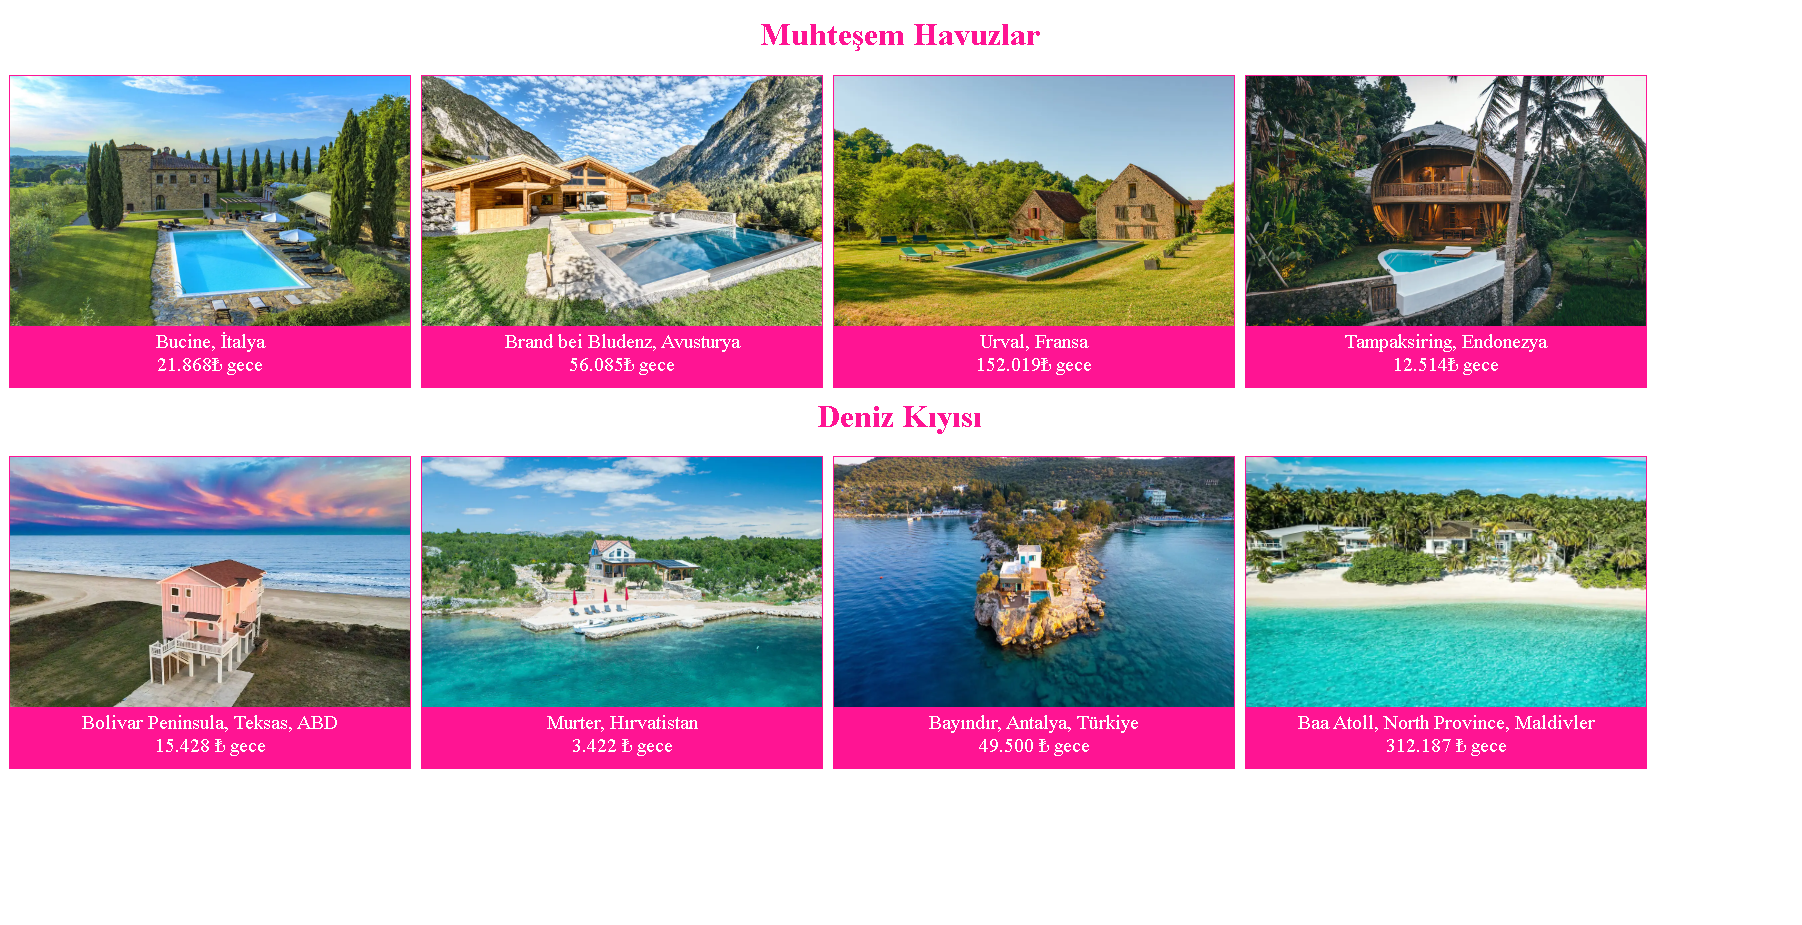 Muhteşem Havuzlar
Bucine, İtalya
21.868₺ gece
Brand bei Bludenz, Avusturya
56.085₺ gece
Urval, Fransa
152.019₺ gece
Tampaksiring, Endonezya
12.514₺ gece
Deniz Kıyısı
Bolivar Peninsula, Teksas, ABD
15.428 ₺ gece
Murter, Hırvatistan
3.422 ₺ gece
Bayındır, Antalya, Türkiye
49.500 ₺ gece
Baa Atoll, North Province, Maldivler
312.187 ₺ gece